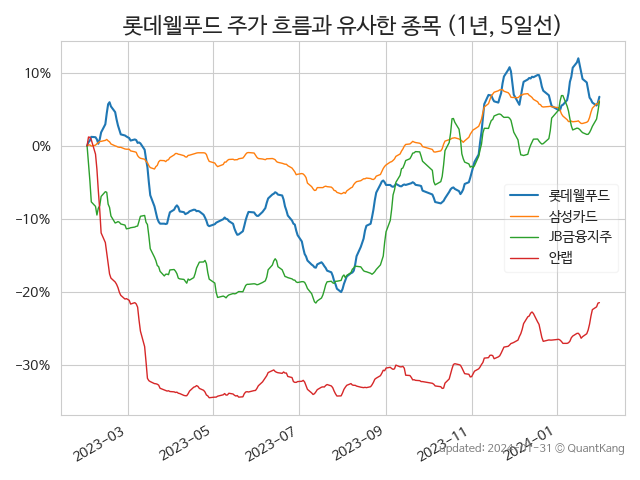 롯데웰푸드 주가 흐름과 유사한 종목 (1년, 5일선)
10%
0%
−10%
−20%
−30%
롯데웰푸드
삼성카드
JB금융지주
안랩
2023-03
2023-05
2023-07
2023-09
2023-11
2024-01
updated: 2024-01-31 © QuantKang